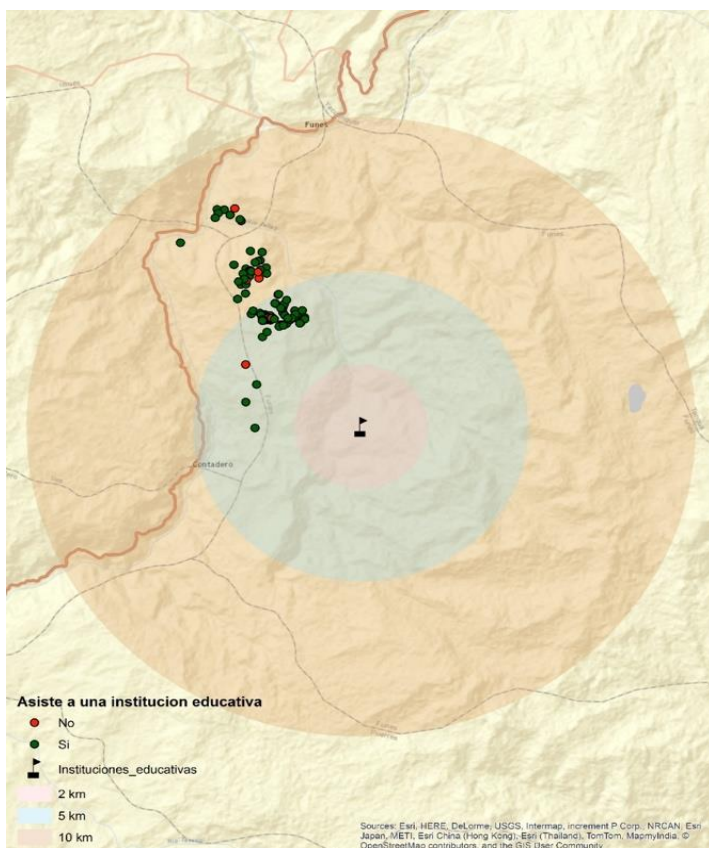 Funes
Contadero
Asiste a una institucion educativa
No
Si
Instituciones_educativas
2 km
5 km
10 km
Sources: Esri, HERE, DeLorme, USGS, Intermap, increment P Corp., NRCAN, Esri
Japan, METI, Esri China (Hong Kong), Esri (Thailand), TomTom, MapmyIndia, ©
OpenStreetMap contributors, and the GIS User Community